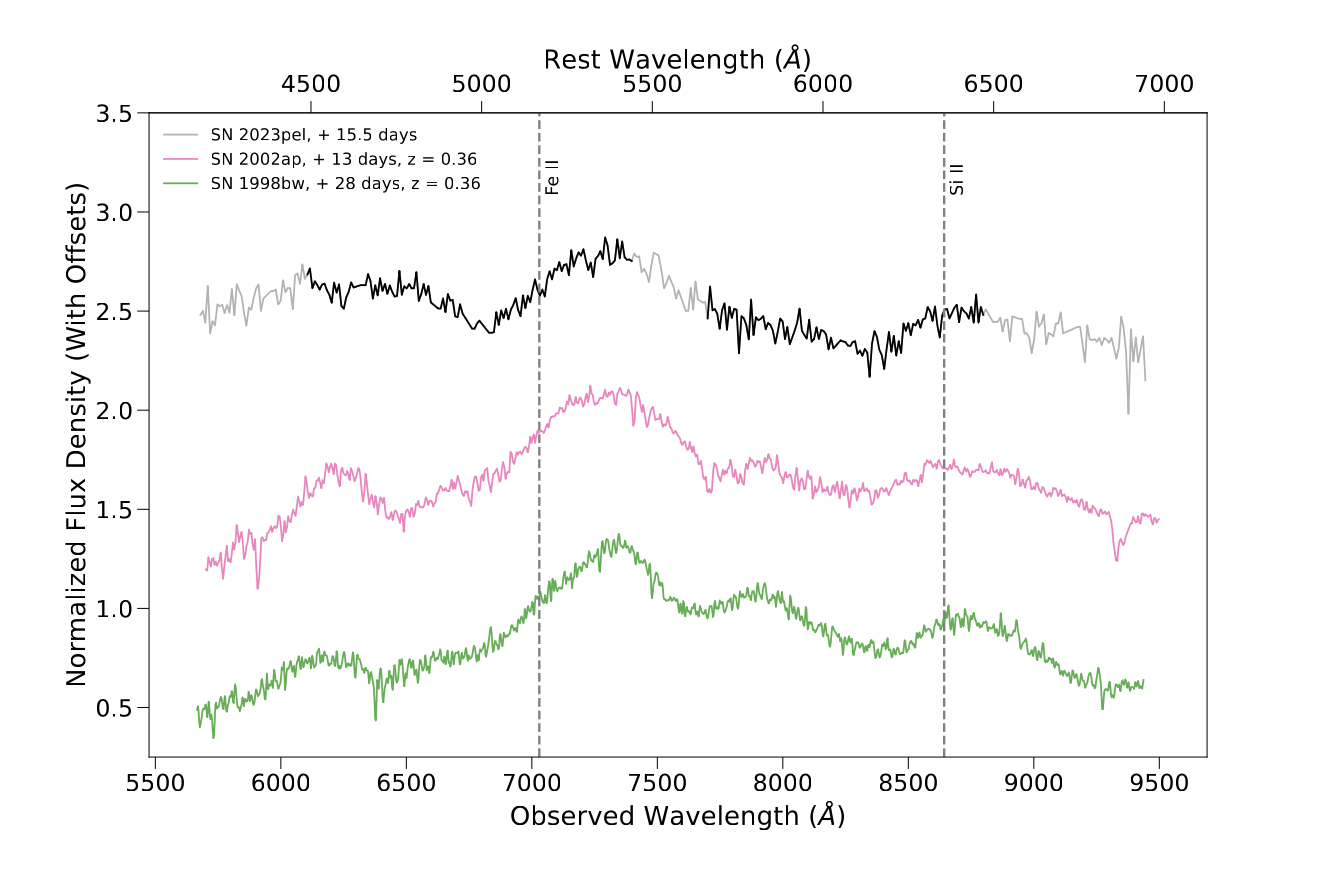 Rest Wavelength (Å)
4500 5000 5500 6000 6500 7000
3.5
3.0
2.5
2.0
1.5
1.0
0.5
Normalized Flux Density (With Offsets)
SN 2023pel, + 15.5 days
SN 2002ap, + 13 days, z = 0.36
SN 1998bw, + 28 days, z = 0.36
Fe II
Si II
5500 6000 6500 7000 7500 8000 8500 9000 9500
Observed Wavelength (Å)